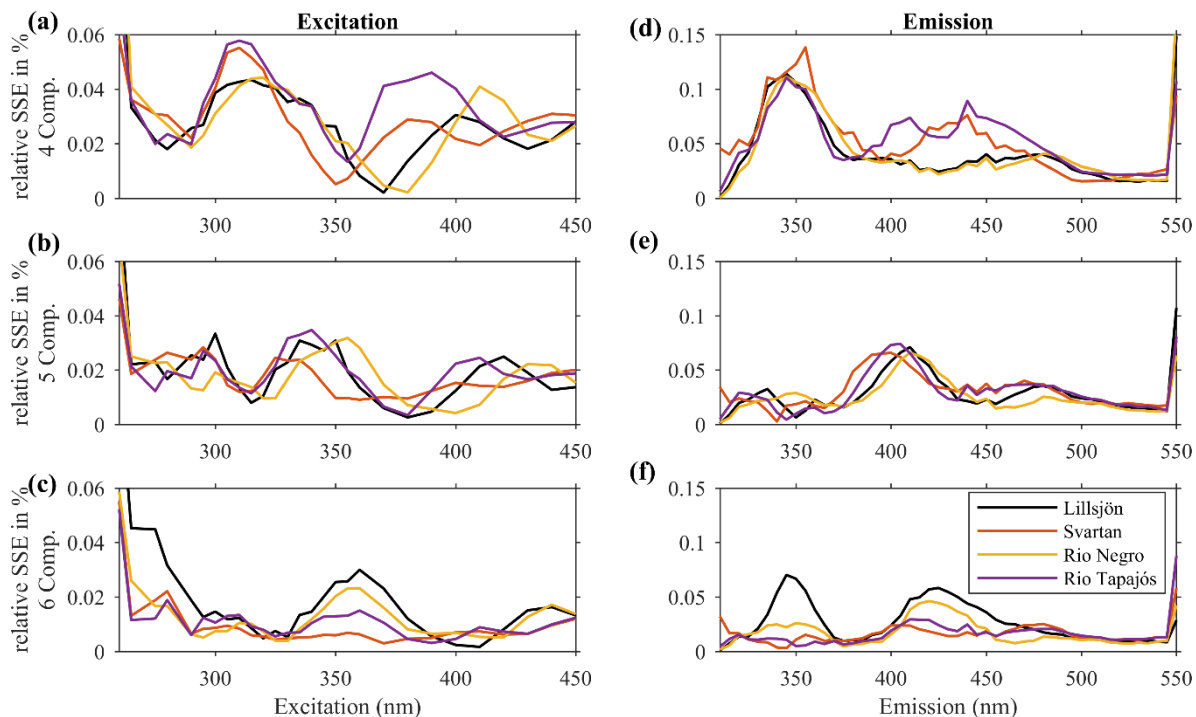 (a)
Excitation
relative SSE in %
4 Comp.
0.06
0.04
0.02
0
300
350
400
450
(d)
Emission
0.15
0.1
0.05
0
350
400
450
500
550
(b)
relative SSE in %
5 Comp.
0.06
0.04
0.02
0
300
350
400
450
(e)
0.15
0.1
0.05
0
350
400
450
500
550
(c)
relative SSE in %
6 Comp.
0.06
0.04
0.02
0
300
350
400
450
Excitation (nm)
(f)
0.15
0.1
0.05
0
Lillsjön
Svartan
Rio Negro
Rio Tapajós
350
400
450
500
550
Emission (nm)